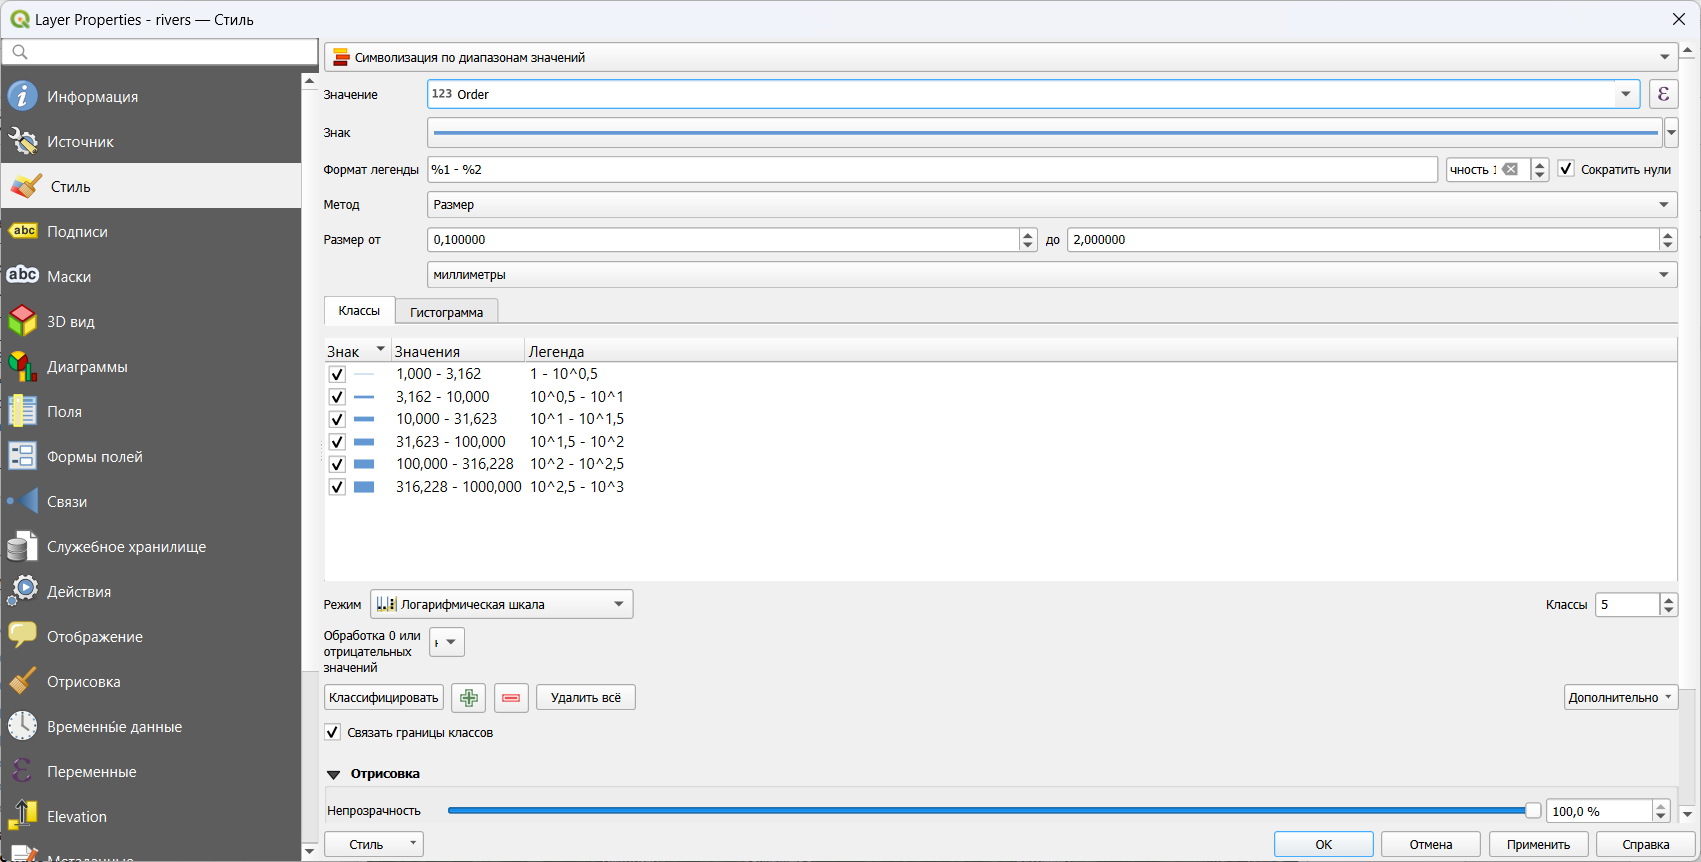 Layer Properties - rivers — Стиль
Символизация по диапазонам значений
Информация
Источник
Стиль
Подписи
abc
Маски
abc
3D вид
Диаграммы
Поля
Формы полей
Связи
Служебное хранилище
Действия
Отображение
Отрисовка
Временны́е данные
Переменные
Elevation
Метаданные
Значение
123 Order
ε
Знак
Формат легенды
%1 - %2
чность 1
Сократить нули
Метод
Размер
Размер от
0,100000
до
2,000000
миллиметры
Классы
Гистограмма
Знак Значения Легенда
1,000 - 3,162 1 - 10^0,5
3,162 - 10,000 10^0,5 - 10^1
10,000 - 31,623 10^1 - 10^1,5
31,623 - 100,000 10^1,5 - 10^2
100,000 - 316,228 10^2 - 10^2,5
316,228 - 1000,000 10^2,5 - 10^3
Режим
Логарифмическая шкала
Классы
5
Обработка 0 или
отрицательных
значений
Классифицировать
Удалить всё
Дополнительно
Связать границы классов
Отрисовка
Непрозрачность
100,0 %
Стиль
ОК
Отмена
Применить
Справка